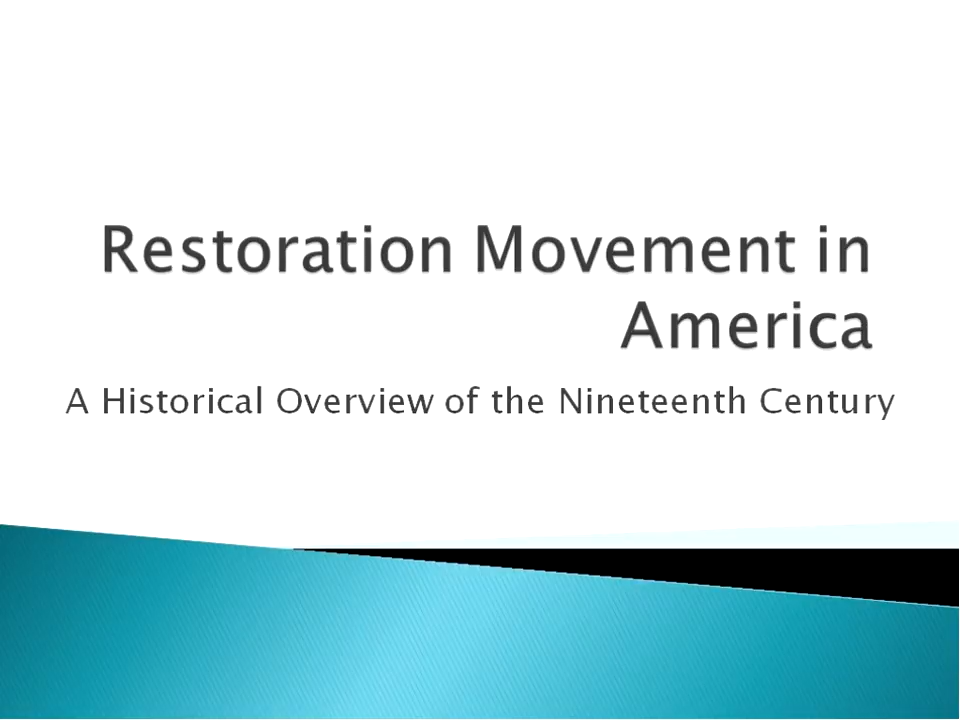 Restoration Movement in
America
A Historical Overview of the Nineteenth Century